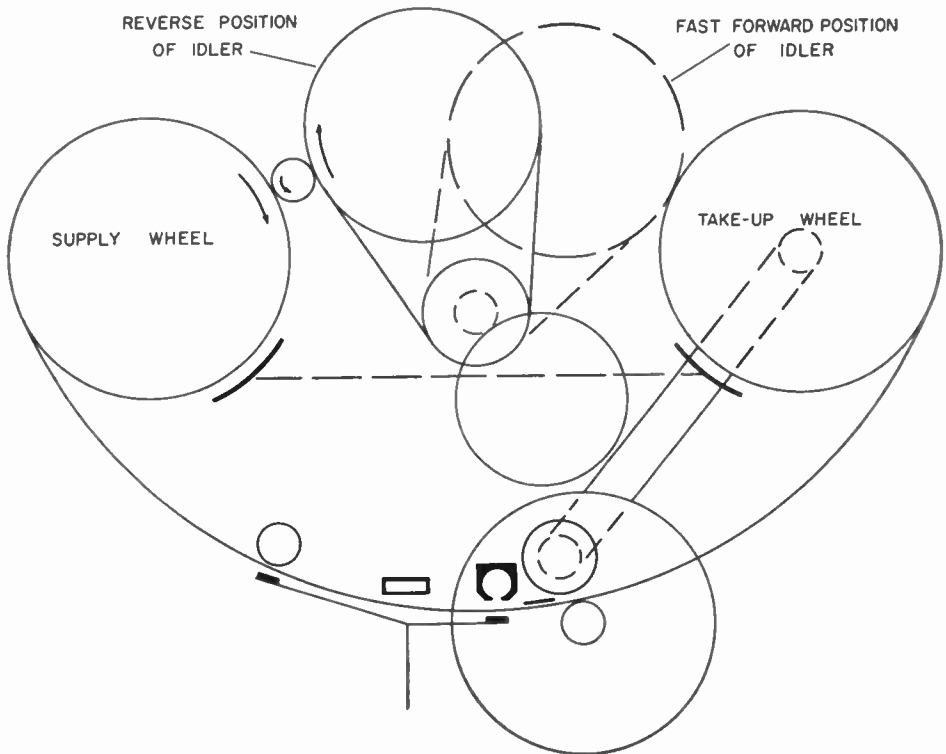 REVERSE POSITION
OF IDLER
FAST FORWARD POSITION
OF IDLER
SUPPLY WHEEL
TAKE-UP WHEEL